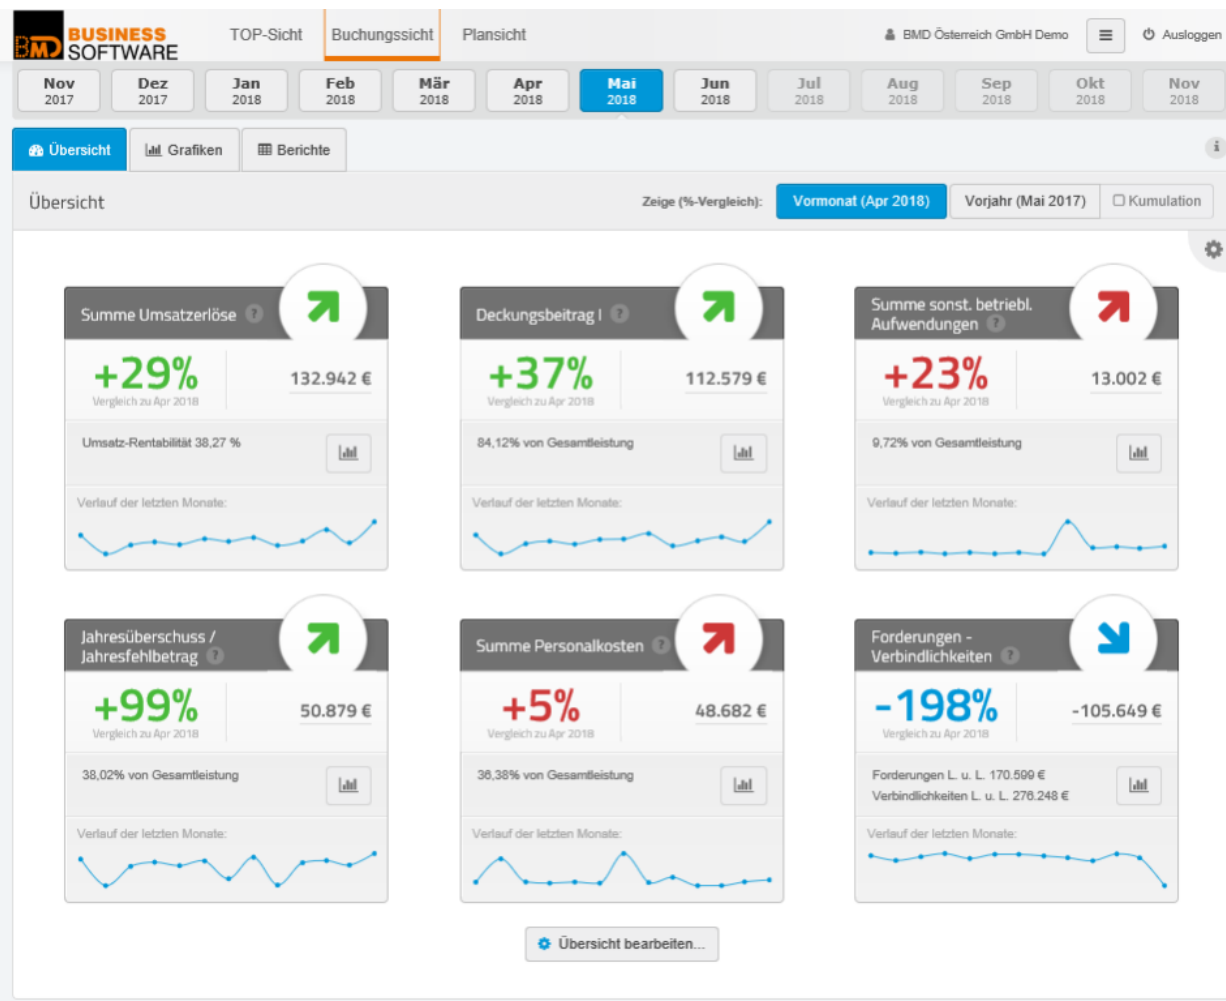 BMD BUSINESS SOFTWARE
TOP-Sicht Buchungssicht Plansicht BMD Österreich GmbH Demo Ausloggen
Nov Dez Jan Feb Mär Apr Mai Jun Jul Aug Sep Okt Nov
2017 2017 2018 2018 2018 2018 2018 2018 2018 2018 2018 2018 2018
Übersicht Grafiken Berichte i
Übersicht Zeige (%-Vergleich): Vormonat (Apr 2018) Vorjahr (Mai 2017) Kumulation
Summe Umsatzerlöse ?
+29% 132.942 €
Vergleich zu Apr 2018
Umsatz-Rentabilität 38,27 %
Verlauf der letzten Monate:
Deckungsbeitrag I ?
+37% 112.579 €
Vergleich zu Apr 2018
84,12% von Gesamtleistung
Verlauf der letzten Monate:
Summe sonst. betriebl.
Aufwendungen ?
+23% 13.002 €
Vergleich zu Apr 2018
9,72% von Gesamtleistung
Verlauf der letzten Monate:
Jahresüberschuss /
Jahresfehlbetrag ?
+99% 50.879 €
Vergleich zu Apr 2018
38,02% von Gesamtleistung
Verlauf der letzten Monate:
Summe Personalkosten ?
+5% 48.682 €
Vergleich zu Apr 2018
36,38% von Gesamtleistung
Verlauf der letzten Monate:
Forderungen -
Verbindlichkeiten ?
-198% -105.649 €
Vergleich zu Apr 2018
Forderungen L. u. L. 170.599 €
Verbindlichkeiten L. u. L. 276.248 €
Verlauf der letzten Monate:
Übersicht bearbeiten...